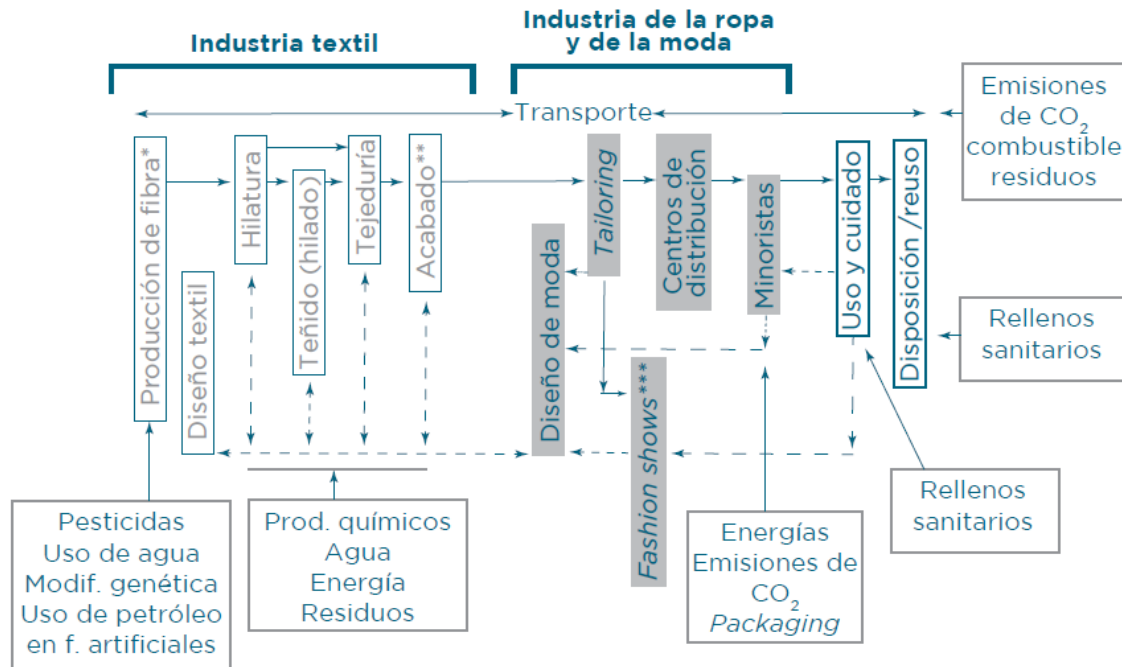 Industria textil
Industria de la ropa
y de la moda
Transporte
Emisiones
de CO₂
combustible
residuos
Producción de fibra*
Diseño textil
Hilatura
Teñido (hilado)
Tejeduría
Acabado**
Diseño de moda
Tailoring
Fashion shows***
Centros de
distribución
Minoristas
Uso y cuidado
Disposición /reuso
Rellenos
sanitarios
Rellenos
sanitarios
Pesticidas
Uso de agua
Modif. genética
Uso de petróleo
en f. artificiales
Prod. químicos
Agua
Energía
Residuos
Energías
Emisiones de
CO₂
Packaging